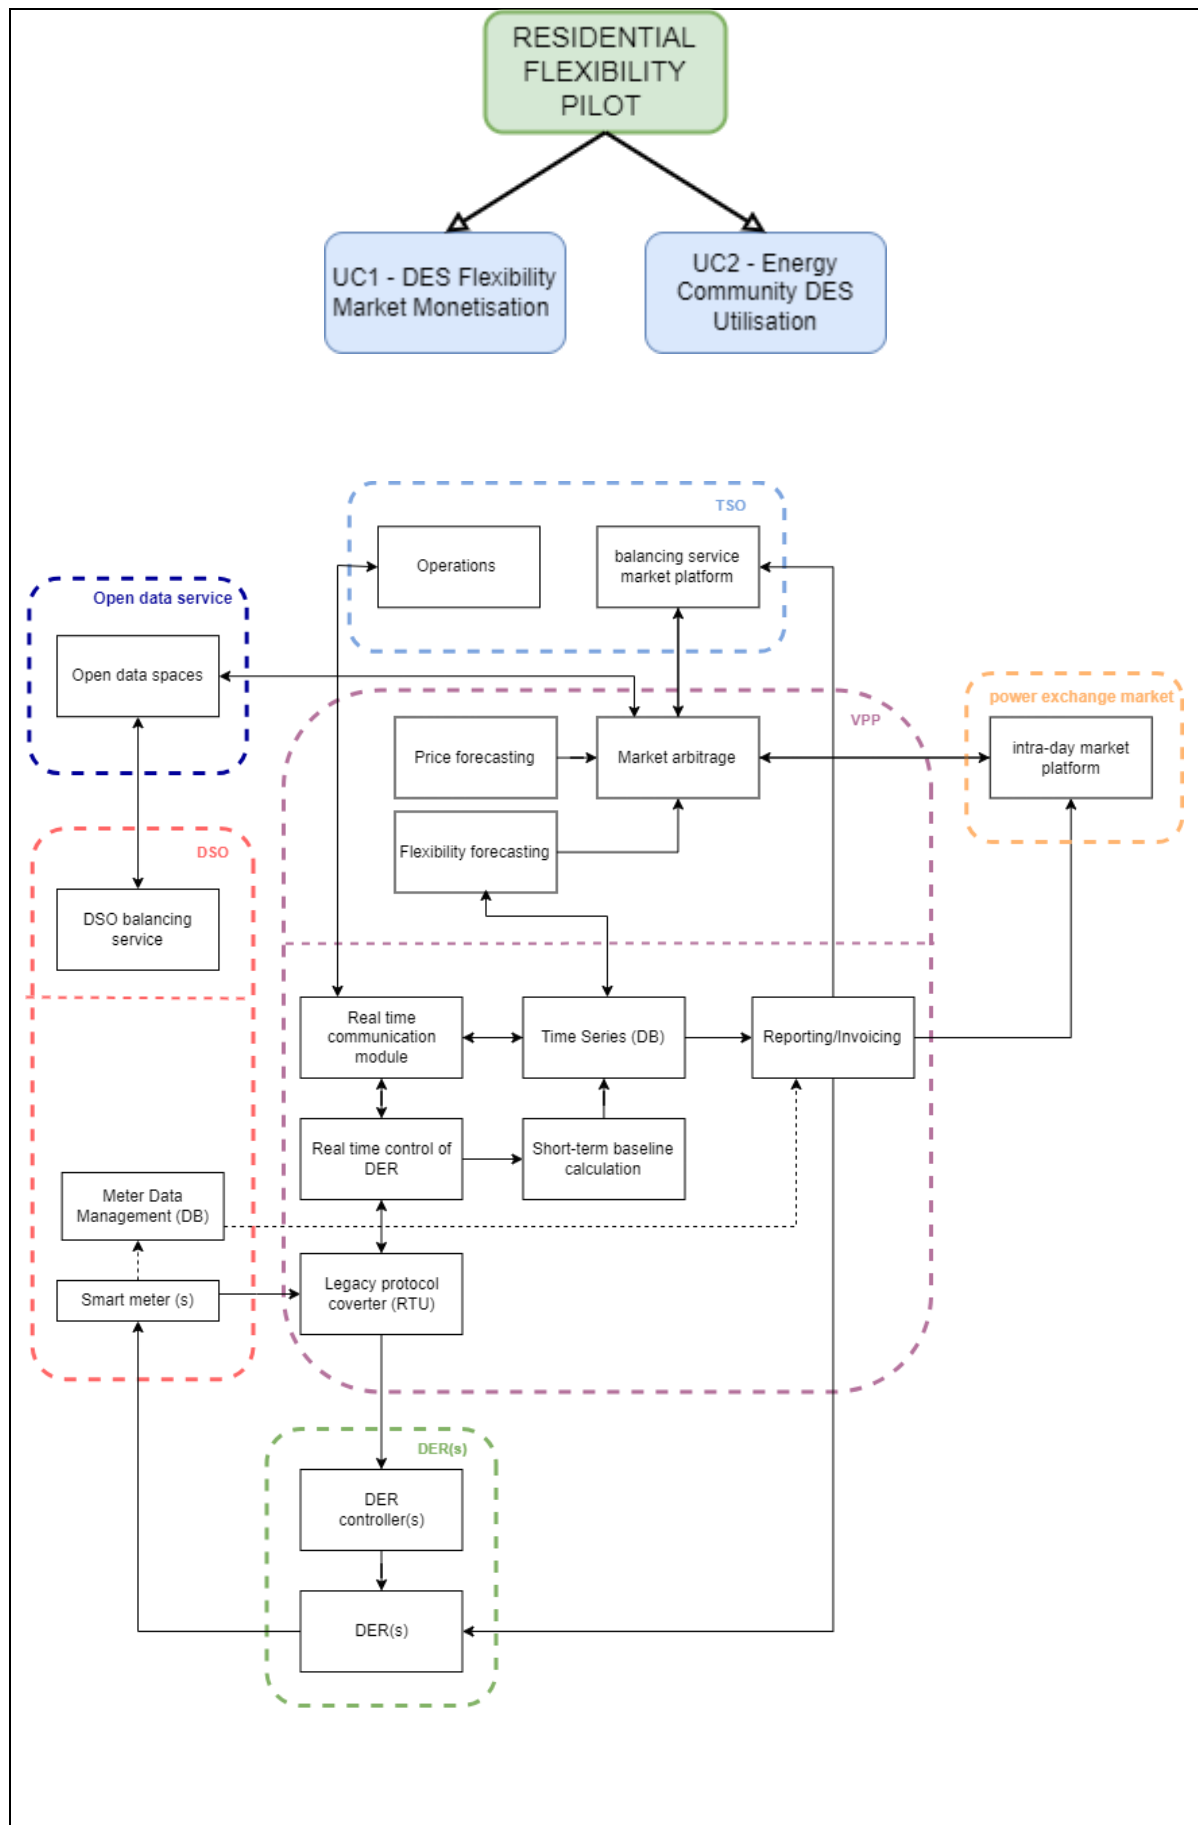 RESIDENTIAL
FLEXIBILITY
PILOT
UC1 - DES Flexibility
Market Monetisation
UC2 - Energy
Community DES
Utilisation
TSO
Operations
balancing service
market platform
Open data service
Open data spaces
power exchange market
intra-day market
platform
VPP
Price forecasting
Market arbitrage
Flexibility forecasting
DSO
DSO balancing
service
Real time
communication
module
Time Series (DB)
Reporting/Invoicing
Real time control of
DER
Short-term baseline
calculation
Meter Data
Management (DB)
Smart meter (s)
Legacy protocol
coverter (RTU)
DER(s)
DER
controller(s)
DER(s)